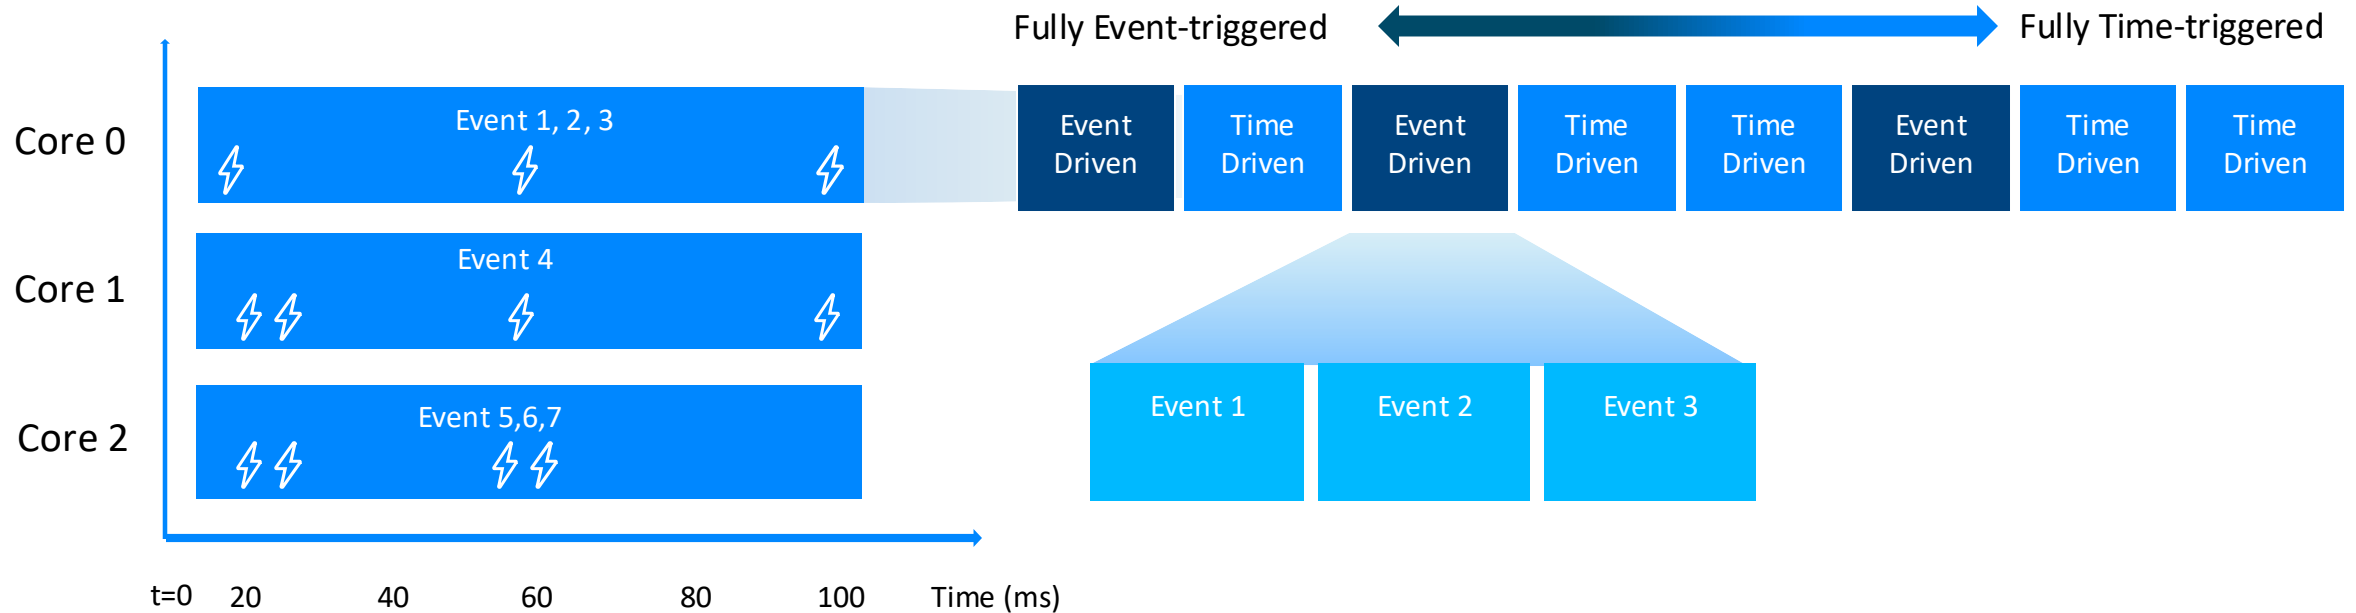 Fully Event-triggered
Fully Time-triggered
Core 0
Event 1, 2, 3
Event
Driven
Time
Driven
Event
Driven
Time
Driven
Time
Driven
Event
Driven
Time
Driven
Time
Driven
Core 1
Event 4
Core 2
Event 5,6,7
Event 1
Event 2
Event 3
t=0 20 40 60 80 100 Time (ms)